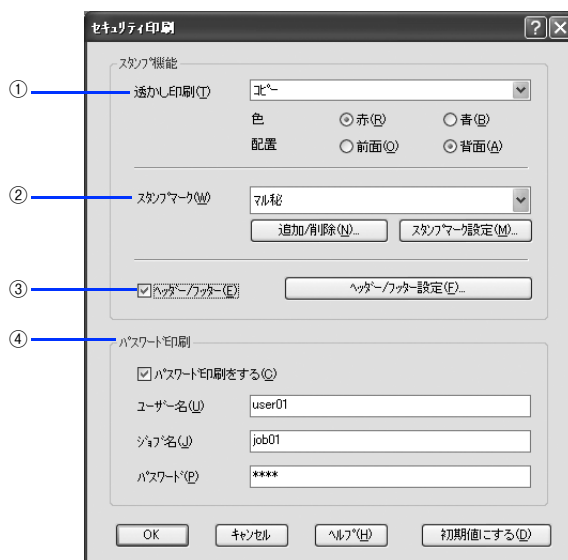 セキュリティ印刷
スタンプ機能
① 透かし印刷(T) コピー
色 赤(R) 青(B)
配置 前面(O) 背面(A)
② スタンプマーク(W) マル秘
追加/削除(N)... スタンプマーク設定(M)...
③ ヘッダー/フッター(E) ヘッダー/フッター設定(F)...
④ パスワード印刷
パスワード印刷をする(C)
ユーザー名(U) user01
ジョブ名(J) job01
パスワード(P) ****
OK キャンセル ヘルプ(H) 初期値にする(D)